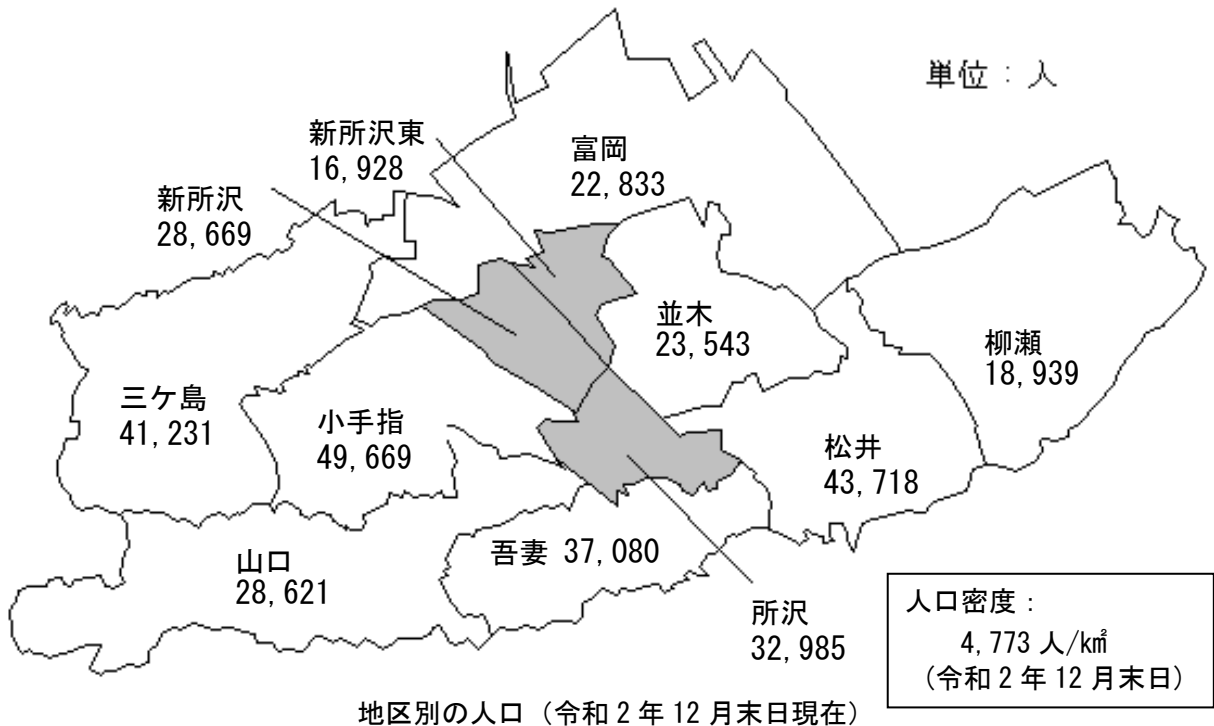 単位：人
新所沢東
16,928
富岡
22,833
新所沢
28,669
並木
23,543
柳瀬
18,939
三ケ島
41,231
小手指
49,669
松井
43,718
吾妻 37,080
山口
28,621
所沢
32,985
人口密度：
4,773 人/k㎡
（令和２年 12 月末日）
地区別の人口（令和２年 12 月末日現在）